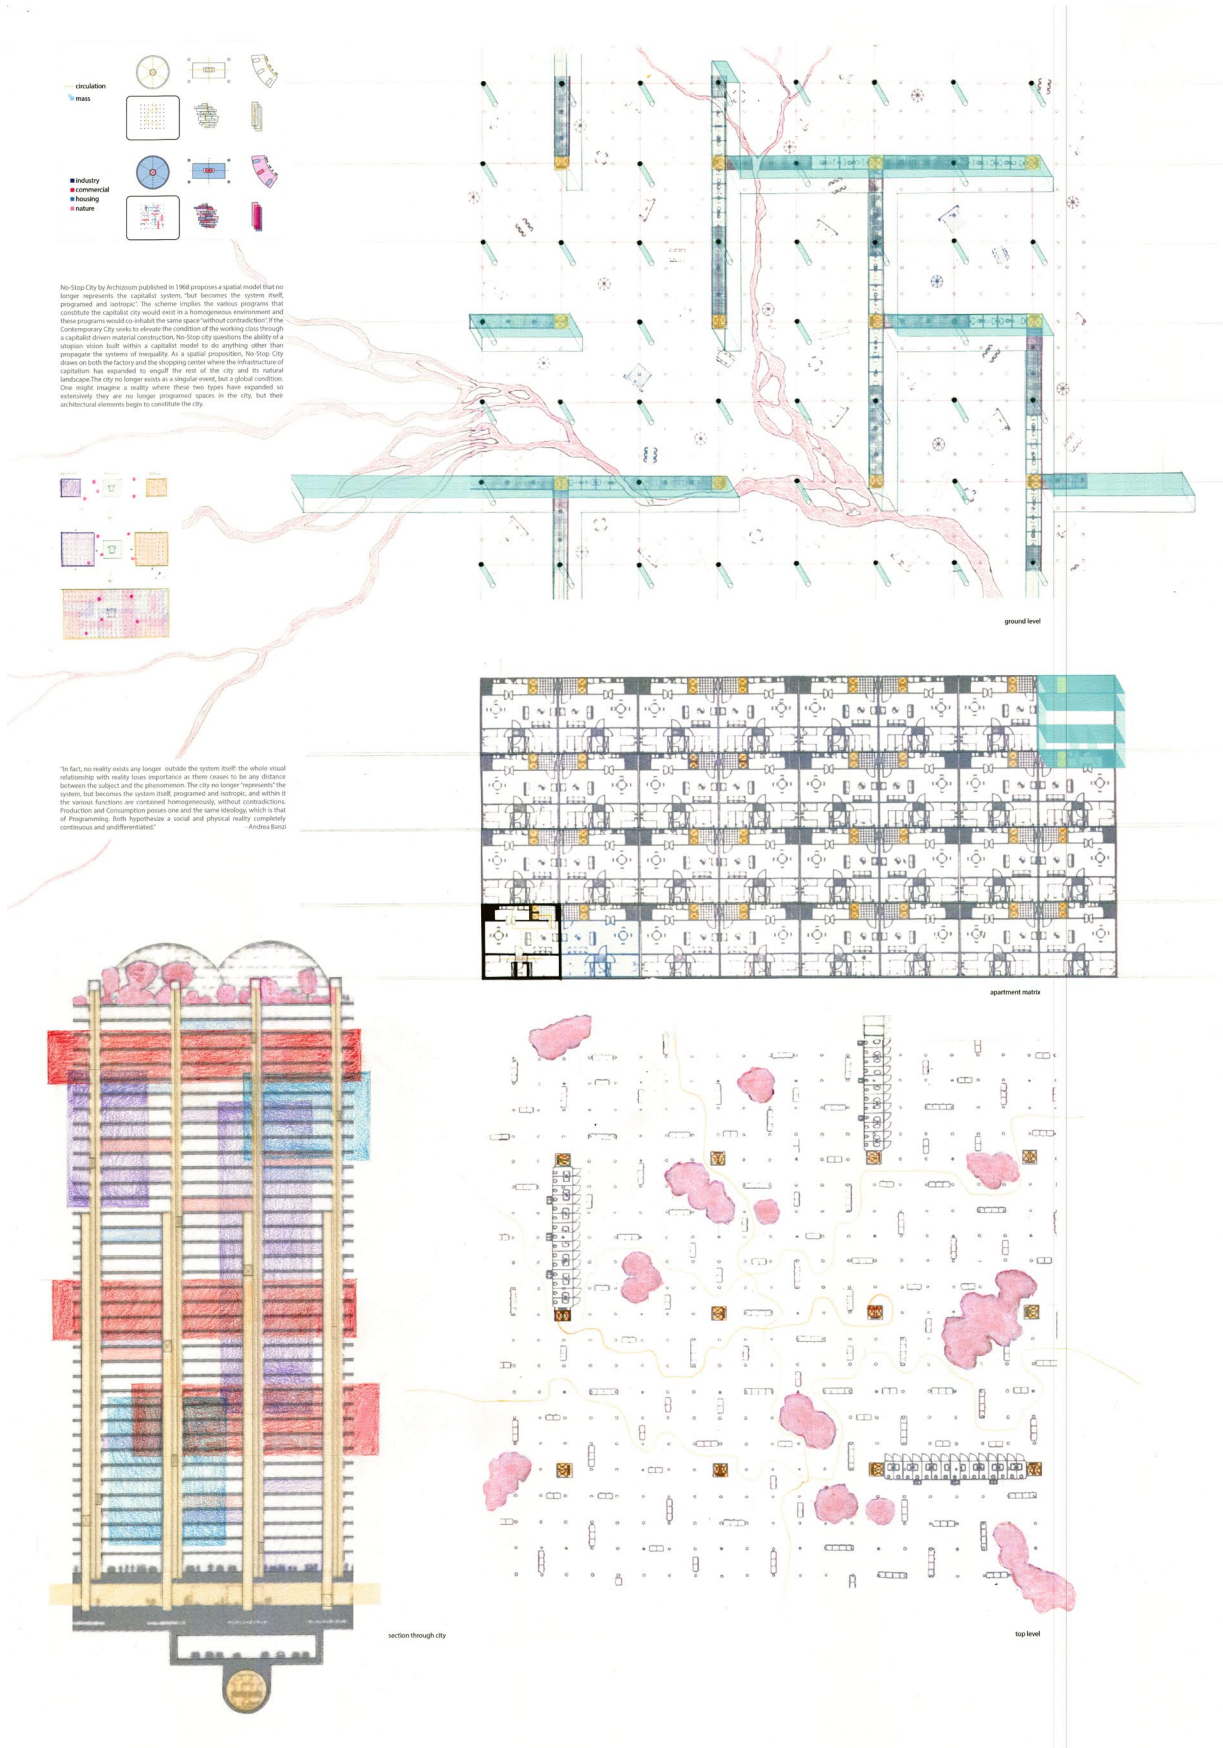 circulation
mass
industry
commercial
housing
nature
No-Stop City by Archizoom published in 1968 proposes a spatial model that no
longer represents the capitalist system, "but becomes the system itself,
programed and isotropic". The scheme implies the various programs that
constitute the capitalist city would exist in a homogeneous environment and
these programs would co-inhabit the same space "without contradiction". If the
Contemporary City seeks to elevate the condition of the working class through
a capitalist driven material construction, No-Stop city questions the ability of a
utopian vision built within a capitalist model to do anything other than
propagate the systems of inequality. As a spatial proposition, No-Stop City
draws on both the factory and the shopping center where the infrastructure of
capitalism has expanded to engulf the rest of the city and its natural
landscape.The city no longer exists as a singular event, but a global condition.
One might imagine a reality where these two types have expanded so
extensively they are no longer programed spaces in the city, but their
architectural elements begin to constitute the city.
ground level
"In fact, no reality exists any longer outside the system itself: the whole visual
relationship with reality loses importance as there ceases to be any distance
between the subject and the phenomenon. The city no longer "represents" the
system, but becomes the system itself, programed and isotropic, and within it
the various functions are contained homogeneously, without contradictions.
Production and Consumption posses one and the same ideology, which is that
of Programming. Both hypothesize a social and physical reality completely
continuous and undifferentiated."
- Andrea Banzi
apartment matrix
section through city
top level